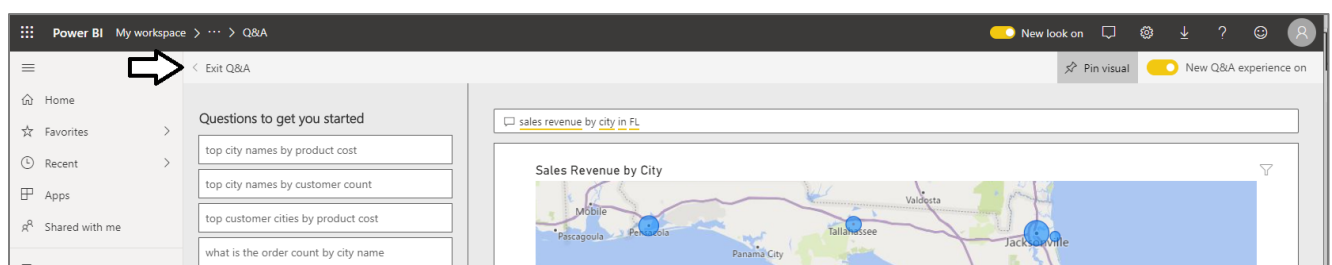 Power BI My workspace > ... > Q&A
New look on
Exit Q&A
Pin visual
New Q&A experience on
Home
Favorites
Recent
Apps
Shared with me
Questions to get you started
top city names by product cost
top city names by customer count
top customer cities by product cost
what is the order count by city name
sales revenue by city in FL
Sales Revenue by City
Mobile
Pascagoula
Pensacola
Panama City
Tallahassee
Valdosta
Jacksonville